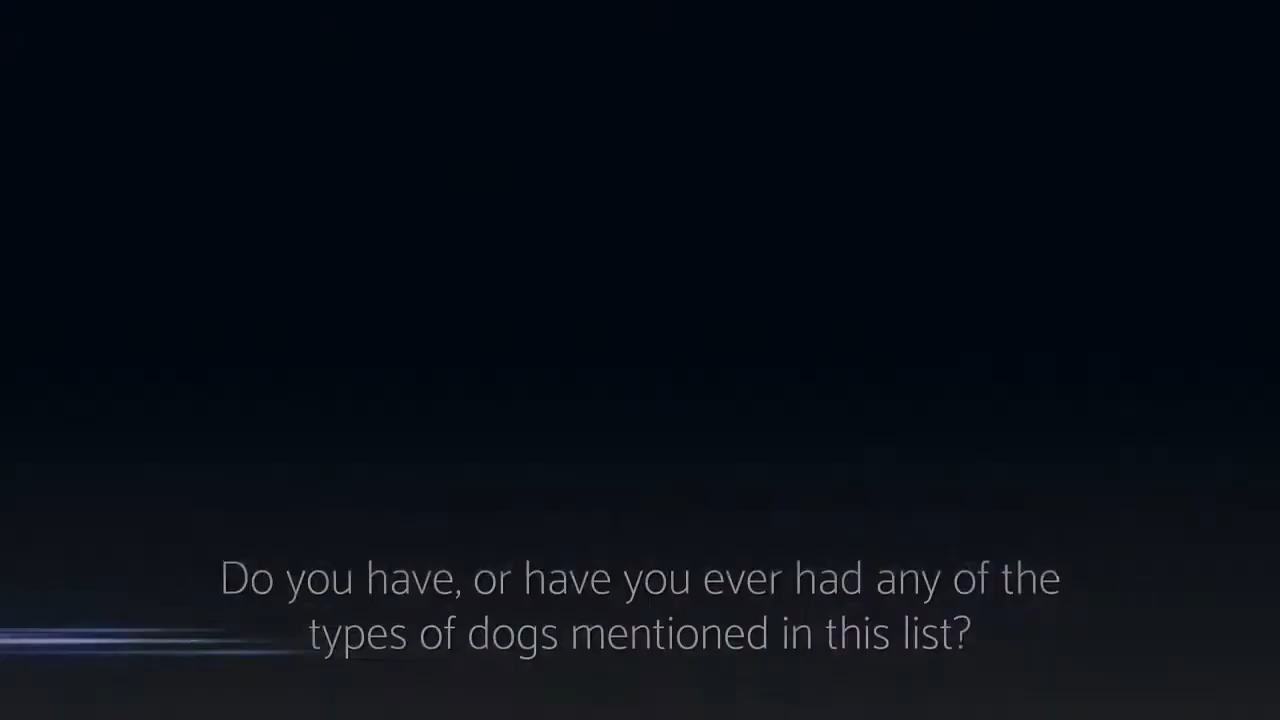 Do you have, or have you ever had any of the
types of dogs mentioned in this list?